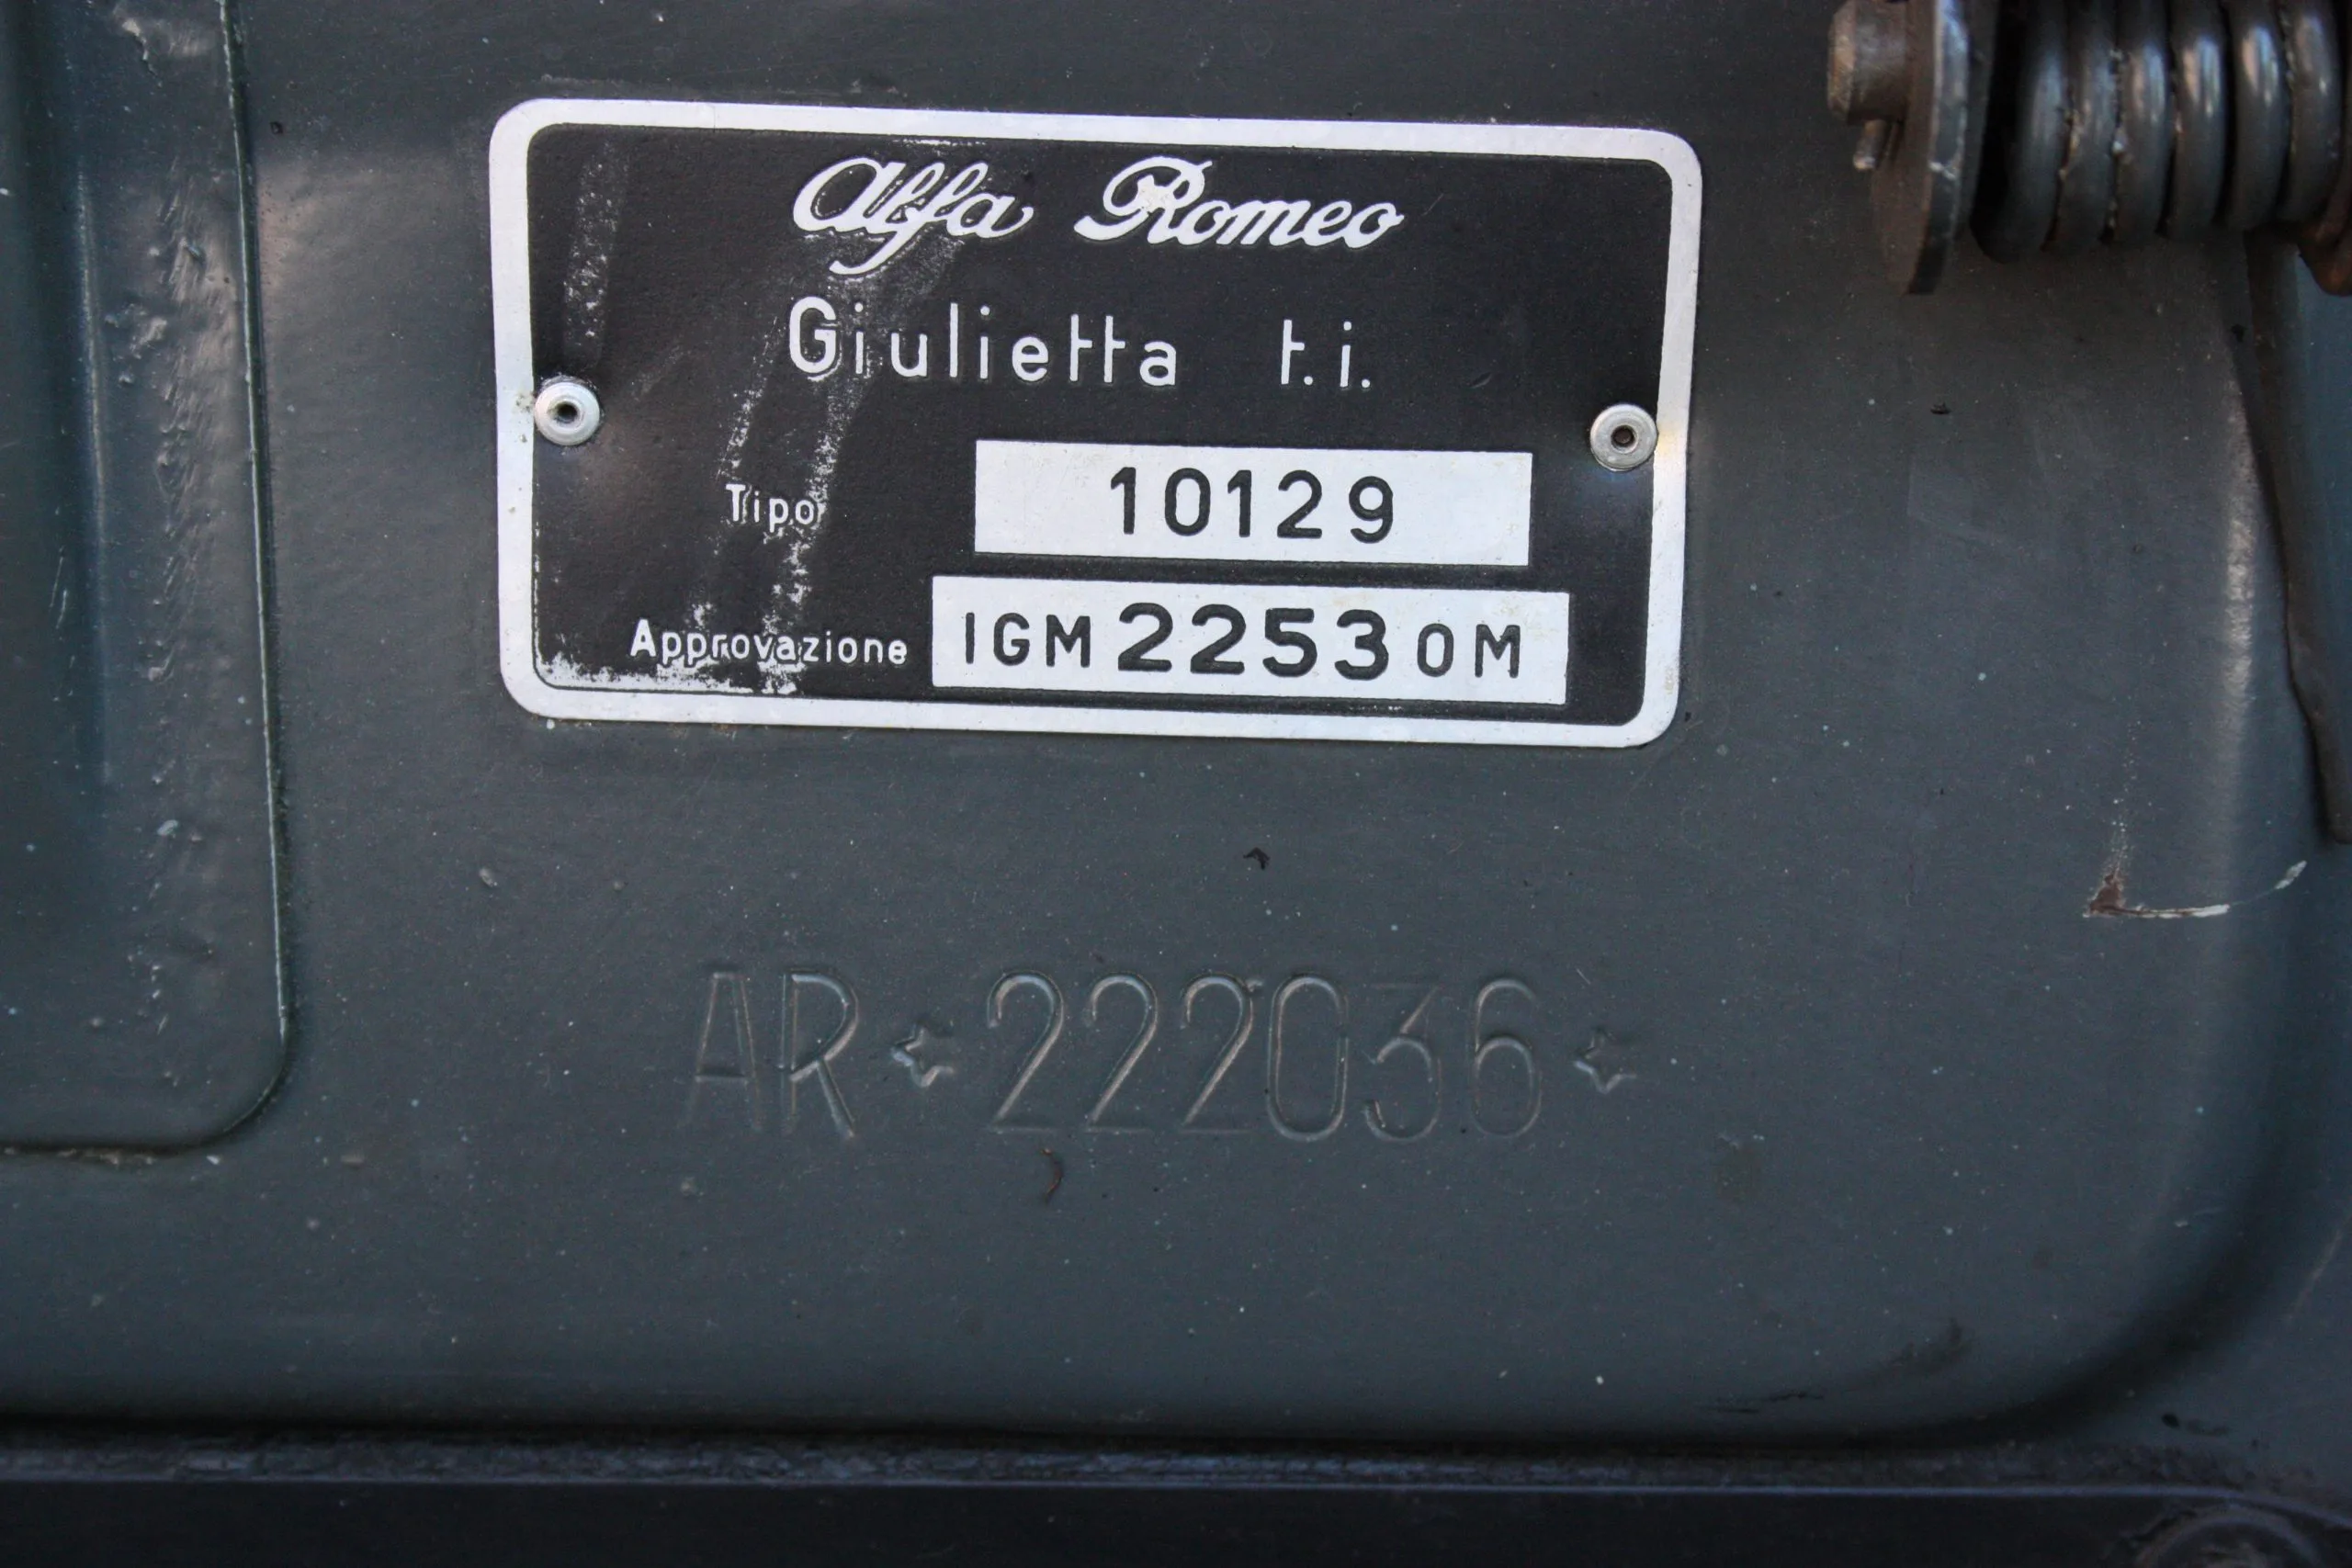 Alfa Romeo
Giulietta t.i.
Tipo 10129
Approvazione IGM 2253 OM
AR☆222036☆